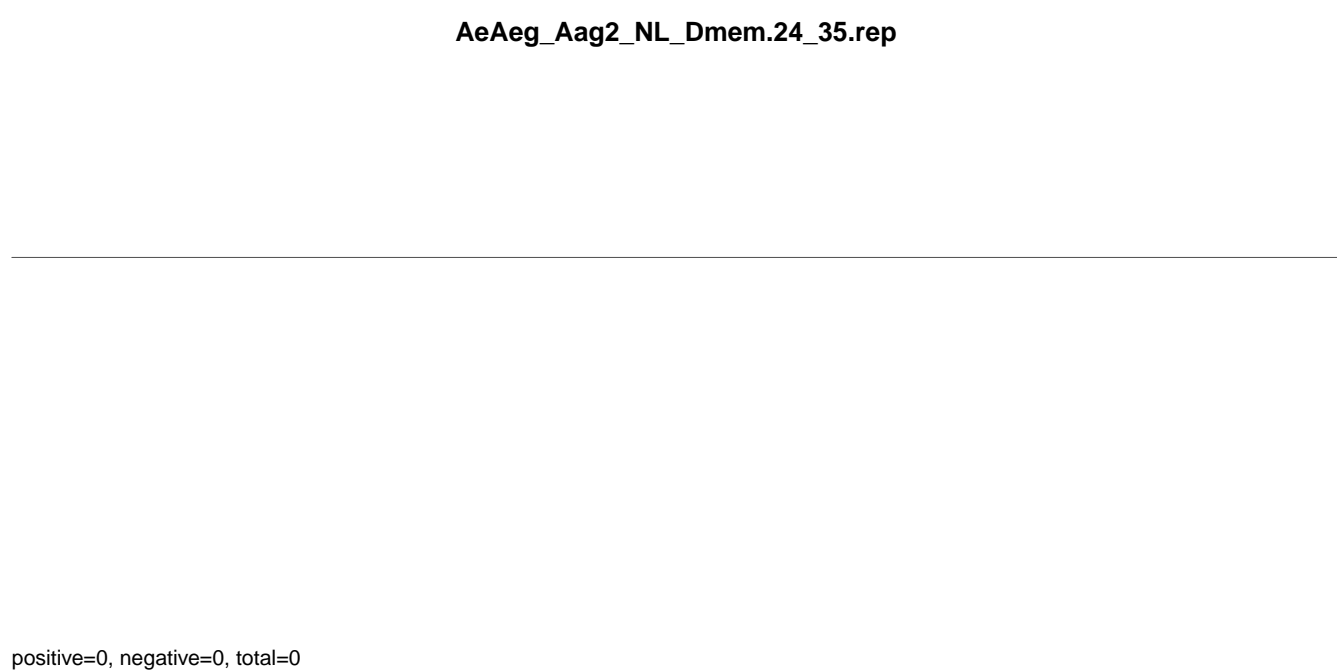 AeAeg_Aag2_NL_Dmem.24_35.rep
positive=0, negative=0, total=0